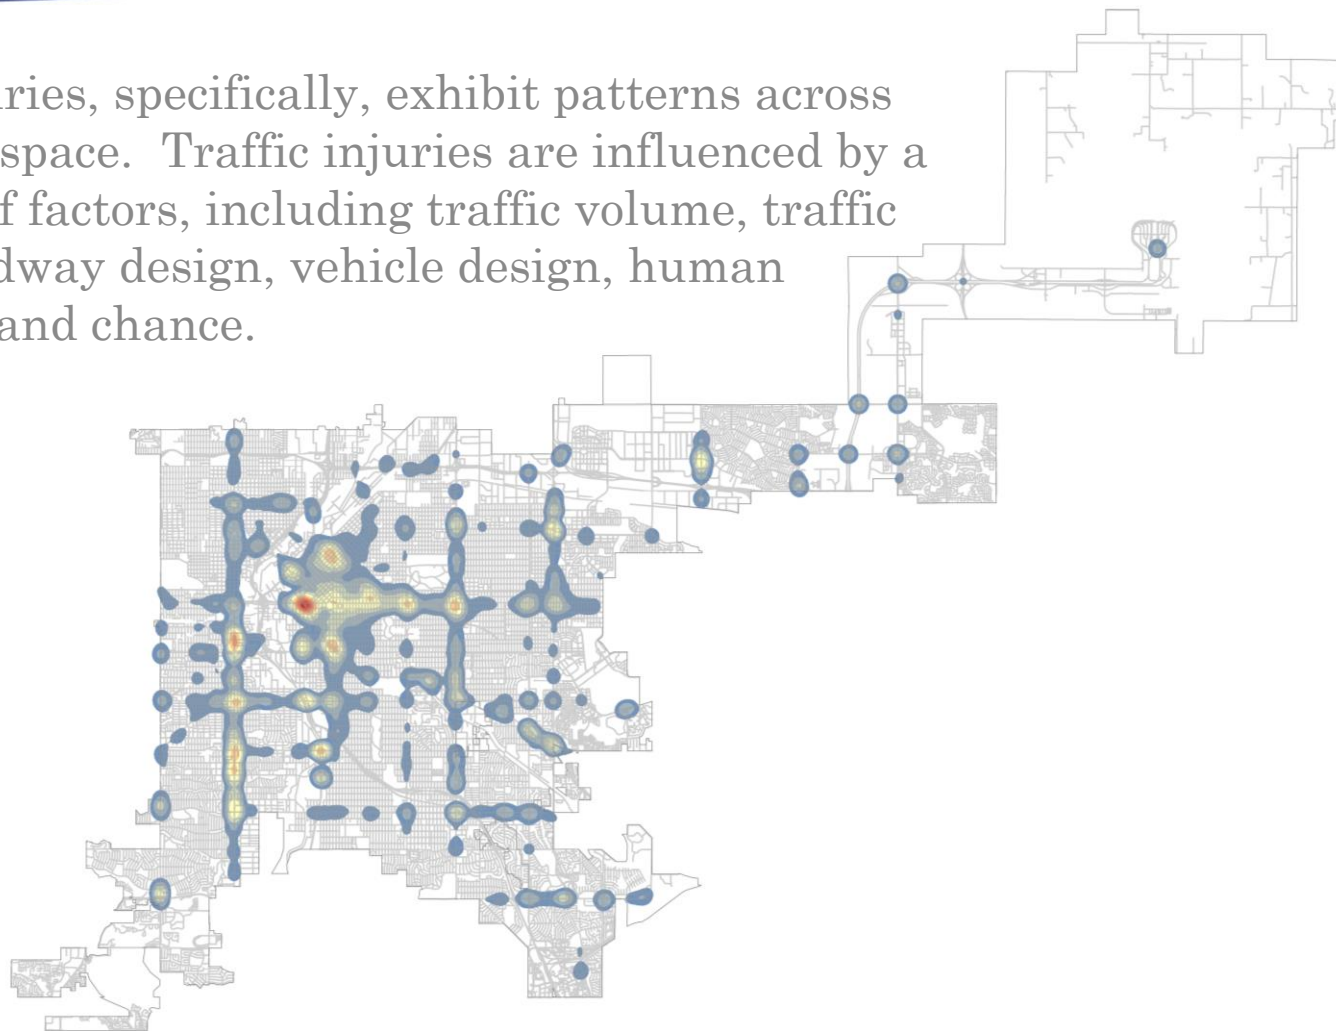 ries, specifically, exhibit patterns across
space. Traffic injuries are influenced by a
f factors, including traffic volume, traffic
dway design, vehicle design, human
and chance.